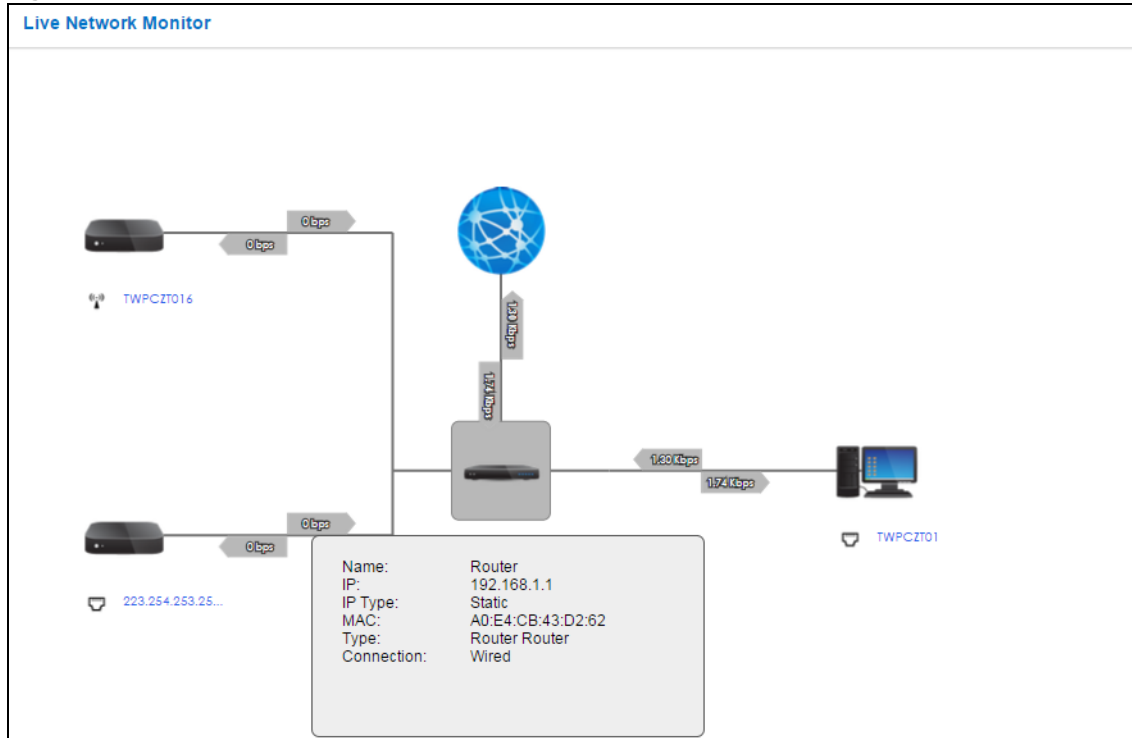 Live Network Monitor
0 bps
0 bps
TWPCZT016
1.30 Kbps
1.74 Kbps
1.30 Kbps
1.74 Kbps
TWPCZT01
0 bps
0 bps
223.254.253.25...
Name: Router
IP: 192.168.1.1
IP Type: Static
MAC: A0:E4:CB:43:D2:62
Type: Router Router
Connection: Wired